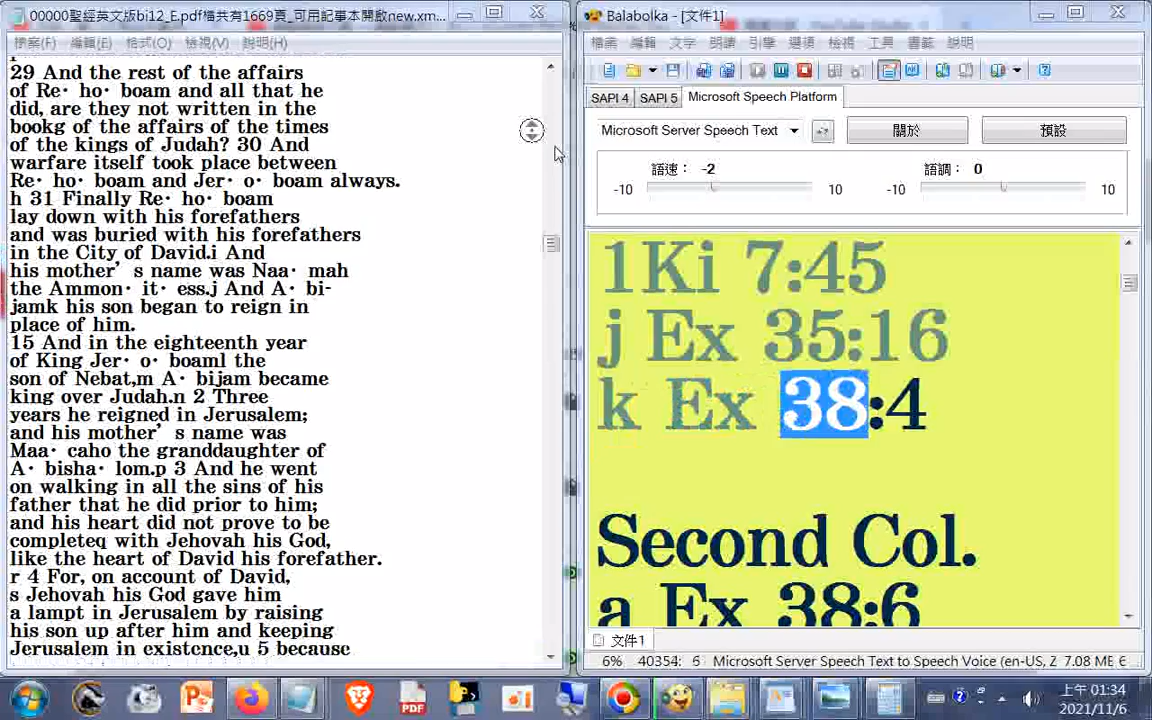 00000聖經英文版bi12_E.pdf檔共有1669頁_可用記事本開啟new.xm...
檔案(F) 編輯(E) 格式(O) 檢視(V) 說明(H)
29 And the rest of the affairs
of Re· ho· boam and all that he
did, are they not written in the
bookg of the affairs of the times
of the kings of Judah? 30 And
warfare itself took place between
Re· ho· boam and Jer· o· boam always.
h 31 Finally Re· ho· boam
lay down with his forefathers
and was buried with his forefathers
in the City of David.i And
his mother’ s name was Naa· mah
the Ammon· it· ess.j And A· bi-
jamk his son began to reign in
place of him.
15 And in the eighteenth year
of King Jer· o· boaml the
son of Nebat,m A· bijam became
king over Judah.n 2 Three
years he reigned in Jerusalem;
and his mother’ s name was
Maa· caho the granddaughter of
A· bisha· lom.p 3 And he went
on walking in all the sins of his
father that he did prior to him;
and his heart did not prove to be
completeq with Jehovah his God,
like the heart of David his forefather.
r 4 For, on account of David,
s Jehovah his God gave him
a lampt in Jerusalem by raising
his son up after him and keeping
Jerusalem in existence,u 5 because
Balabolka - [文件1]
檔案 編輯 文字 朗讀 引擎 選項 檢視 工具 書籤 說明
SAPI 4 SAPI 5 Microsoft Speech Platform
Microsoft Server Speech Text 關於 預設
語速: -2 語調: 0
-10 10 -10 10
1Ki 7:45
j Ex 35:16
k Ex 38:4
Second Col.
a Ex 38:6
文件1
6% 40354: 6 Microsoft Server Speech Text to Speech Voice (en-US, Z 7.08 MB 6
PDF
上午 01:34
2021/11/6